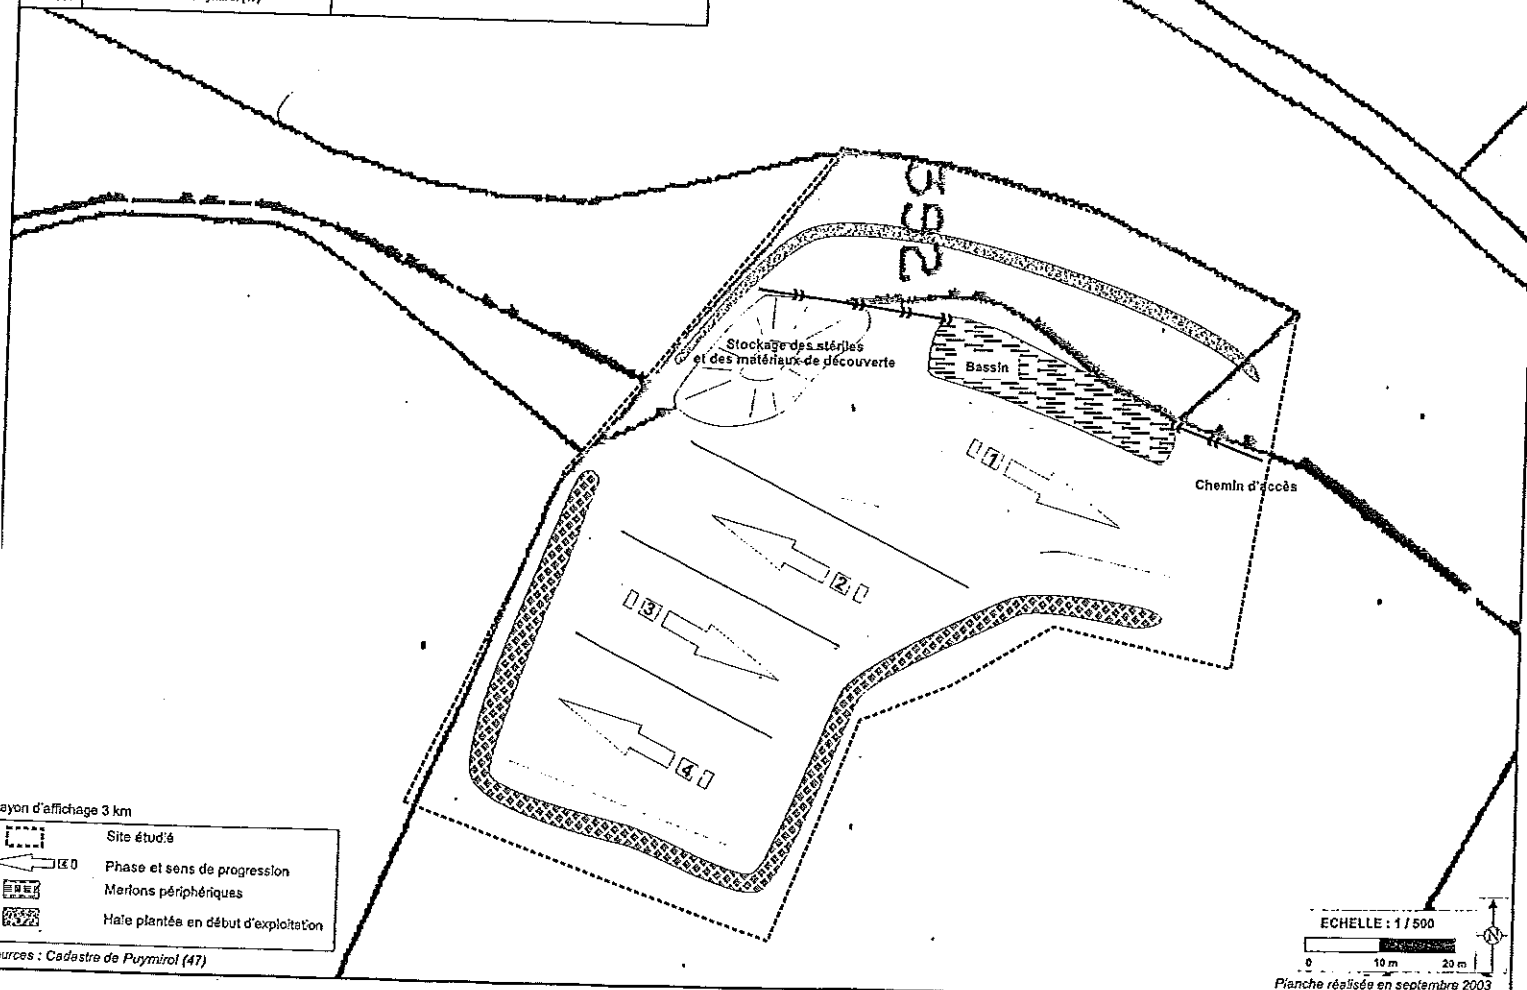 392
Stockage des stériles
et des matériaux de découverte
Bassin
1
Chemin d'accès
2
3
4
ayon d'affichage 3 km
Site étudié
Phase et sens de progression
Merlons périphériques
Haie plantée en début d'exploitation
urces : Cadastre de Puymirol (47)
ECHELLE : 1 / 500
0 10 m 20 m
N
Planche réalisée en septembre 2003